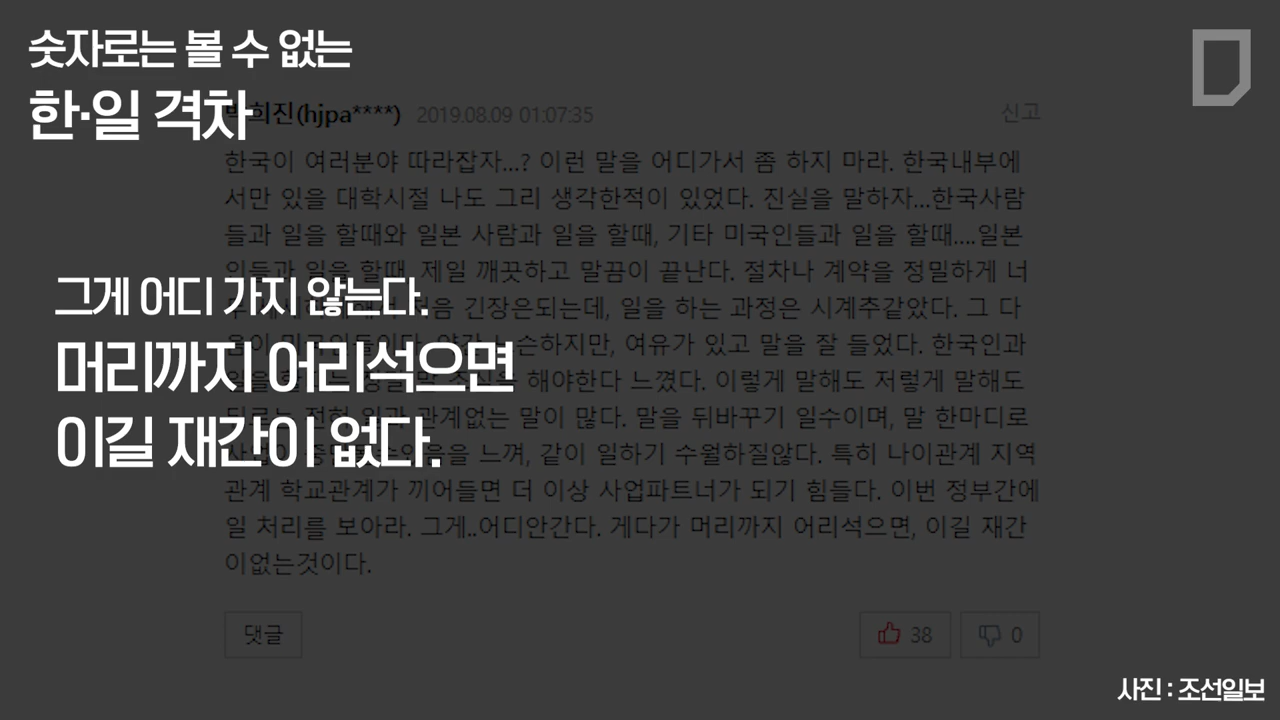 숫자로는 볼 수 없는
한·일 격차
희진(hjpa****) 2019.08.09 01:07:35
신고
한국이 여러분야 따라잡자...? 이런 말을 어디가서 좀 하지 마라. 한국내부에
서만 있을 대학시절 나도 그리 생각한적이 있었다. 진실을 말하자...한국사람
들과 일을 할때와 일본 사람과 일을 할때, 기타 미국인들과 일을 할때....일본
인들과 일을 할때, 제일 깨끗하고 말끔이 끝난다. 절차나 계약을 정밀하게 너
처음 긴장은되는데, 일을 하는 과정은 시계추같았다. 그 다
느슨하지만, 여유가 있고 말을 잘 들었다. 한국인과
해야한다 느꼈다. 이렇게 말해도 저렇게 말해도
관계없는 말이 많다. 말을 뒤바꾸기 일수이며, 말 한마디로
느껴, 같이 일하기 수월하질않다. 특히 나이관계 지역
관계 학교관계가 끼어들면 더 이상 사업파트너가 되기 힘들다. 이번 정부간에
일 처리를 보아라. 그게..어디안간다. 게다가 머리까지 어리석으면, 이길 재간
이없는것이다.
그게 어디 가지 않는다.
머리까지 어리석으면
이길 재간이 없다.
댓글
38
0
사진 : 조선일보